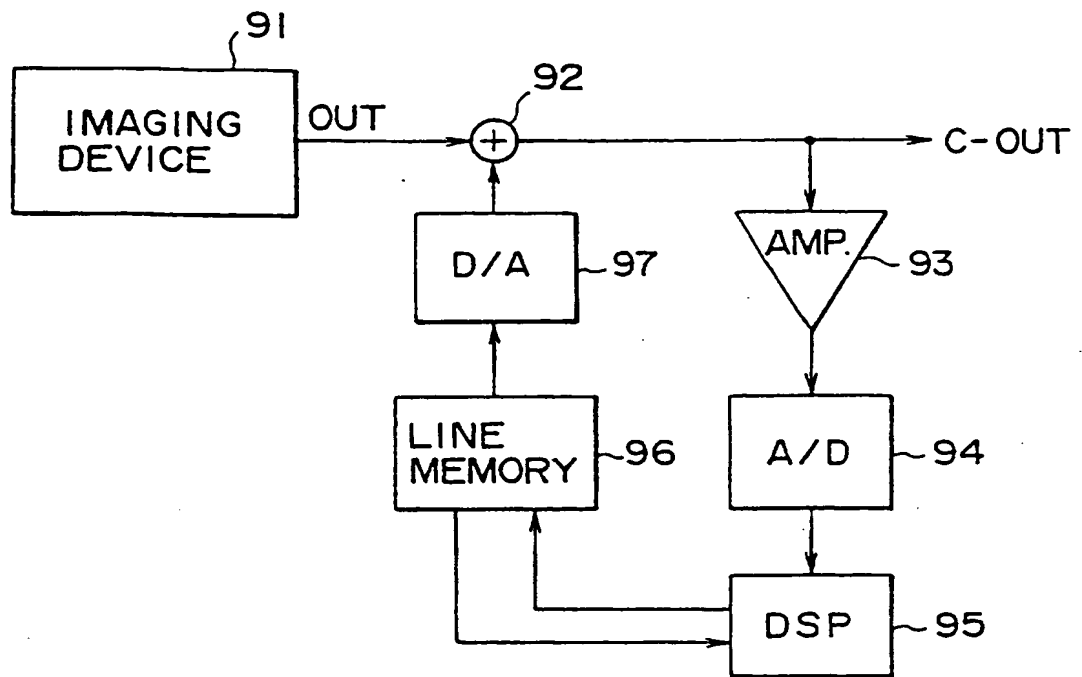 91
IMAGING
DEVICE
OUT
92
+
C-OUT
D/A
97
AMP.
93
LINE
MEMORY
96
A/D
94
DSP
95